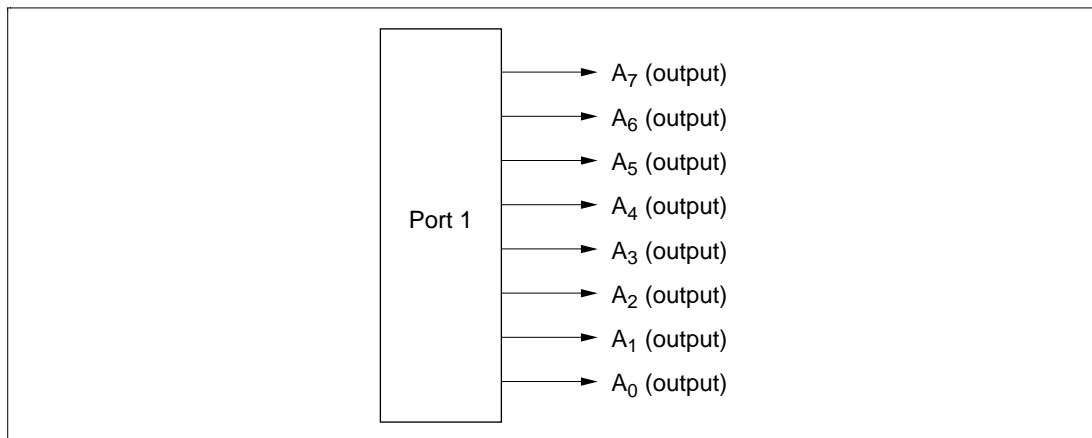 A7 (output)
A6 (output)
A5 (output)
A4 (output)
Port 1
A3 (output)
A2 (output)
A1 (output)
A0 (output)